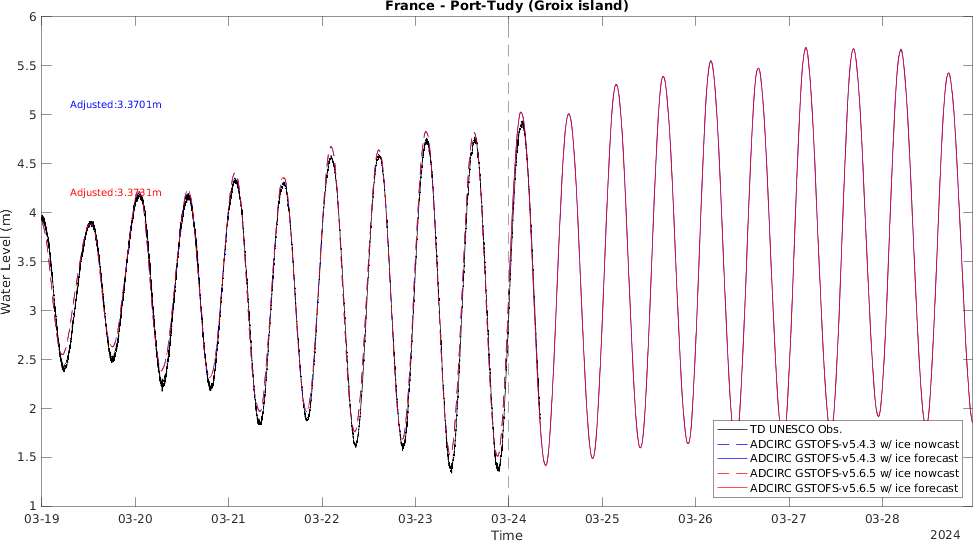 France - Port-Tudy (Groix island)
6
5.5
5
4.5
4
3.5
3
2.5
2
1.5
1
Water Level (m)
Adjusted:3.3701m
Adjusted:3.3731m
TD UNESCO Obs.
ADCIRC GSTOFS-v5.4.3 w/ ice nowcast
ADCIRC GSTOFS-v5.4.3 w/ ice forecast
ADCIRC GSTOFS-v5.6.5 w/ ice nowcast
ADCIRC GSTOFS-v5.6.5 w/ ice forecast
03-19 03-20 03-21 03-22 03-23 03-24 03-25 03-26 03-27 03-28
Time
2024